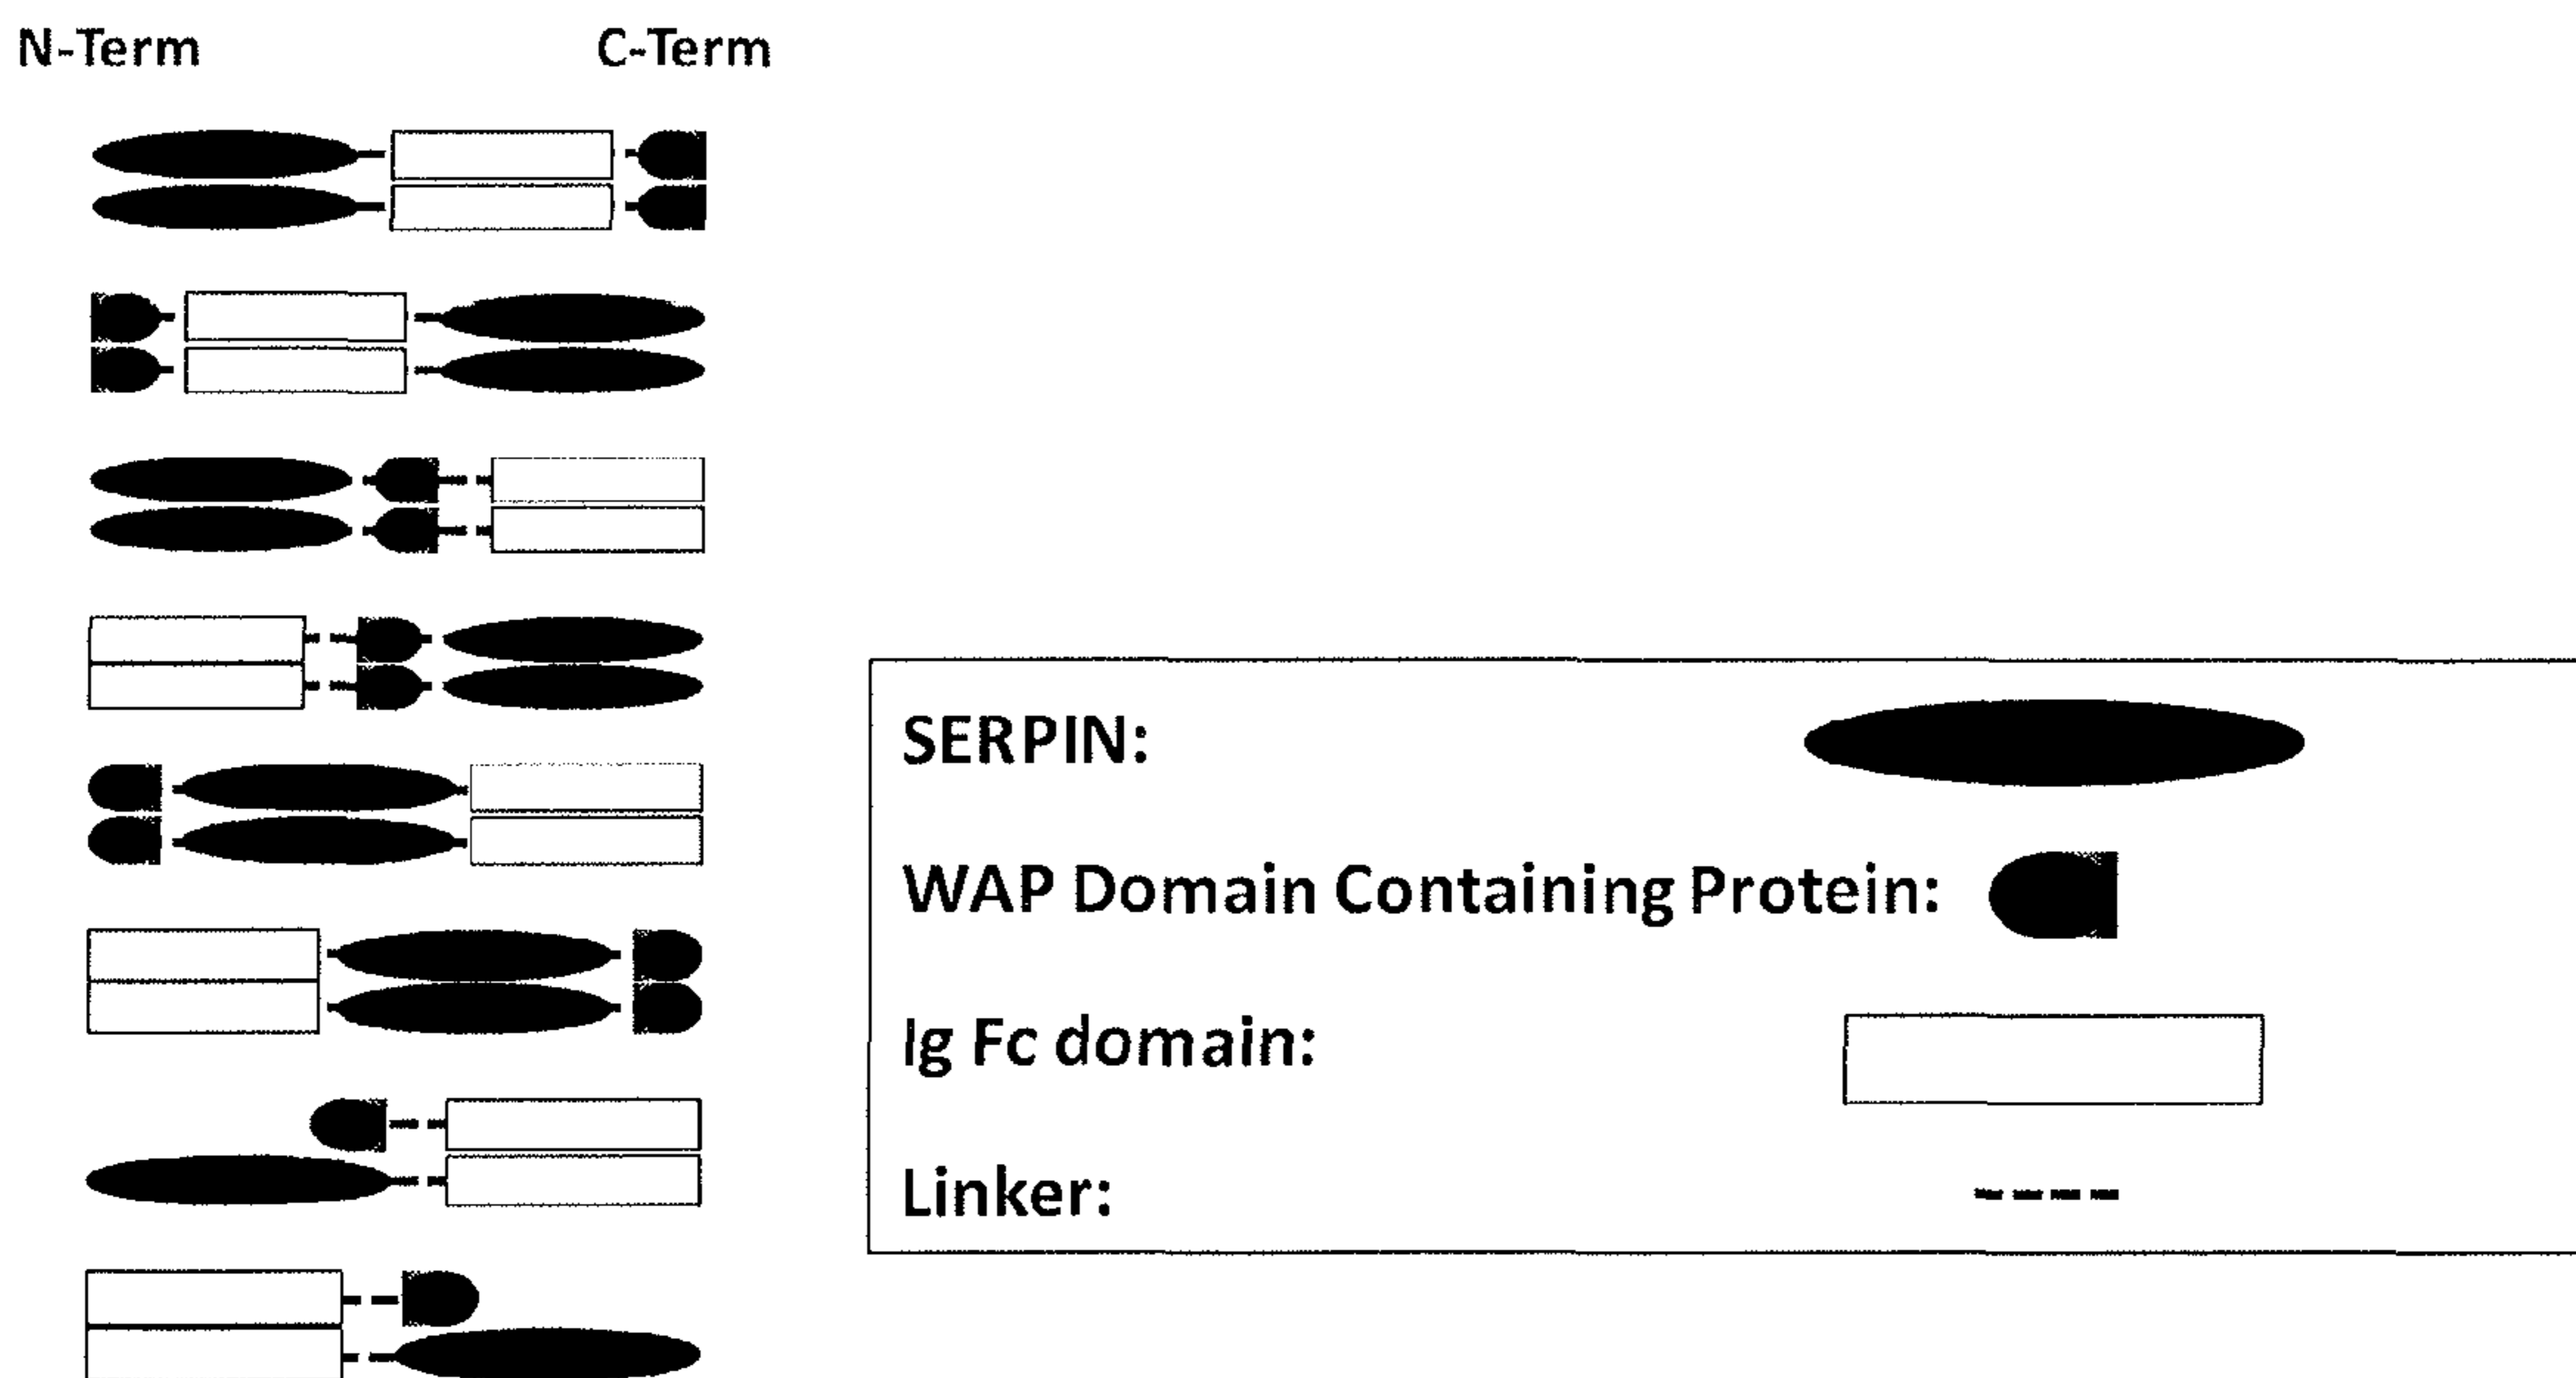 N-Term C-Term
SERPIN:
WAP Domain Containing Protein:
Ig Fc domain:
Linker: